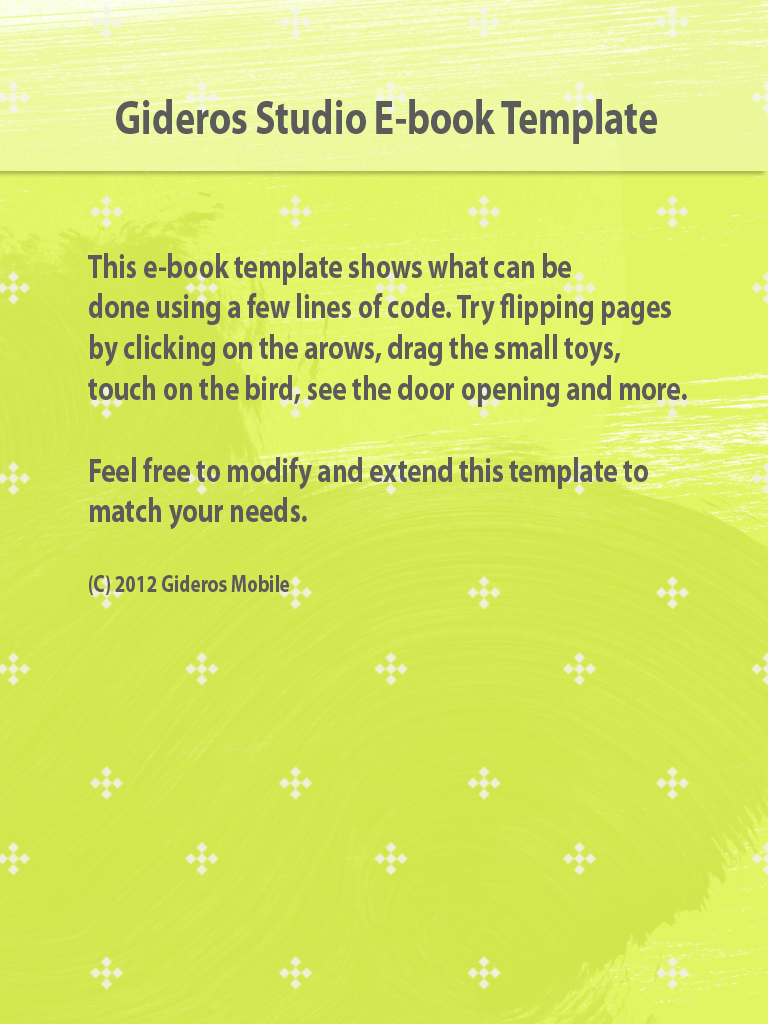 Gideros Studio E-book Template
This e-book template shows what can be
done using a few lines of code. Try flipping pages
by clicking on the arows, drag the small toys,
touch on the bird, see the door opening and more.
Feel free to modify and extend this template to
match your needs.
(C) 2012 Gideros Mobile